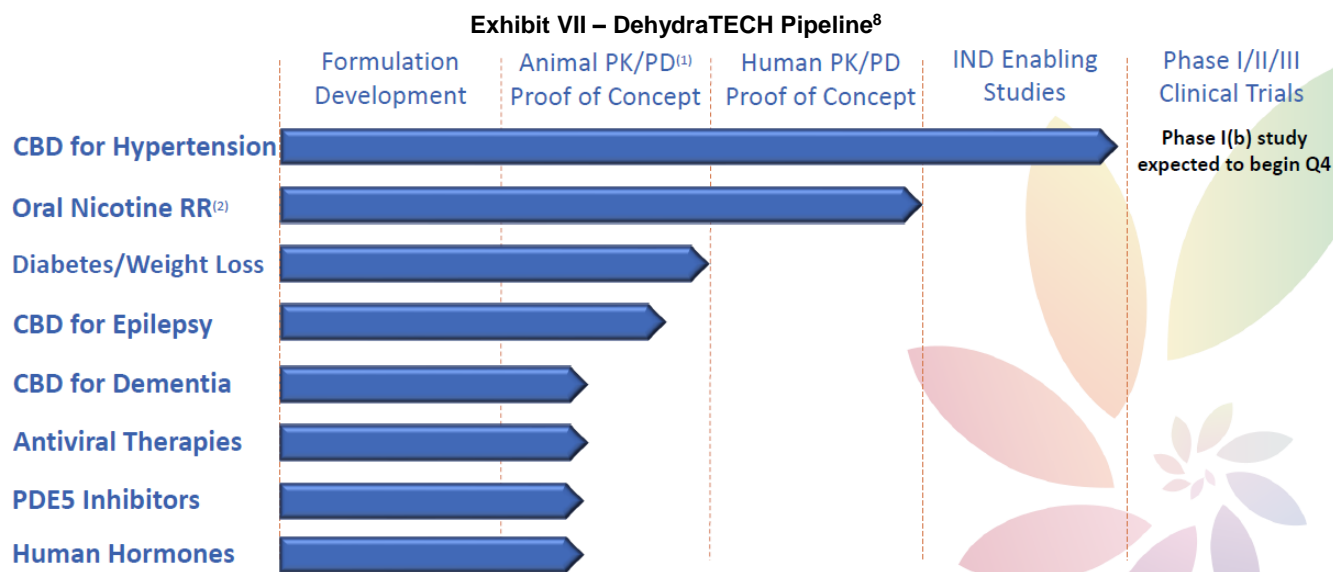 Exhibit VII – DehydraTECH Pipeline⁸
Formulation
Development
Animal PK/PD(1)
Proof of Concept
Human PK/PD
Proof of Concept
IND Enabling
Studies
Phase I/II/III
Clinical Trials
CBD for Hypertension
Phase I(b) study
expected to begin Q4
Oral Nicotine RR(2)
Diabetes/Weight Loss
CBD for Epilepsy
CBD for Dementia
Antiviral Therapies
PDE5 Inhibitors
Human Hormones